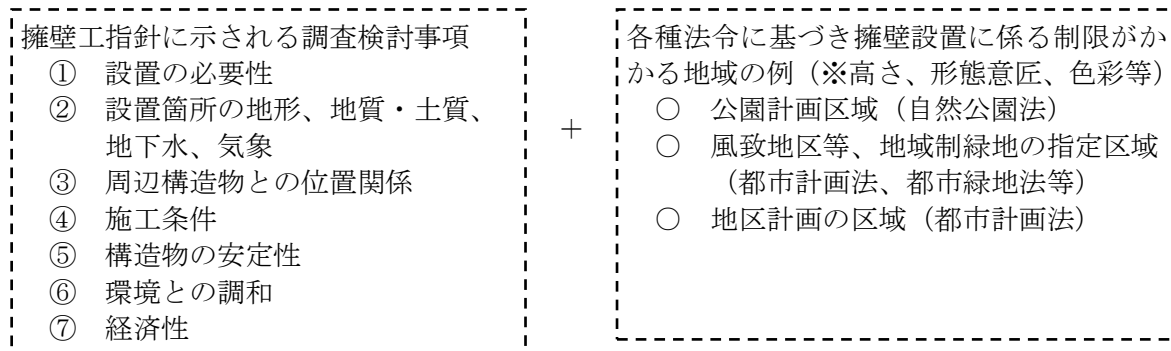 擁壁工指針に示される調査検討事項
① 設置の必要性
② 設置箇所の地形、地質・土質、
地下水、気象
③ 周辺構造物との位置関係
④ 施工条件
⑤ 構造物の安定性
⑥ 環境との調和
⑦ 経済性
+
各種法令に基づき擁壁設置に係る制限がか
かる地域の例（※高さ、形態意匠、色彩等）
○ 公園計画区域（自然公園法）
○ 風致地区等、地域制緑地の指定区域
（都市計画法、都市緑地法等）
○ 地区計画の区域（都市計画法）